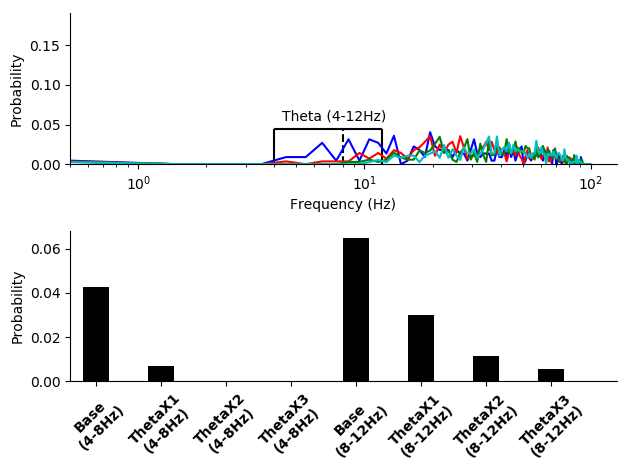 0.15
0.10
0.05
0.00
Probability
Theta (4-12Hz)
10⁰
10¹
10²
Frequency (Hz)
0.06
0.04
0.02
0.00
Probability
Base
(4-8Hz)
ThetaX1
(4-8Hz)
ThetaX2
(4-8Hz)
ThetaX3
(4-8Hz)
Base
(8-12Hz)
ThetaX1
(8-12Hz)
ThetaX2
(8-12Hz)
ThetaX3
(8-12Hz)